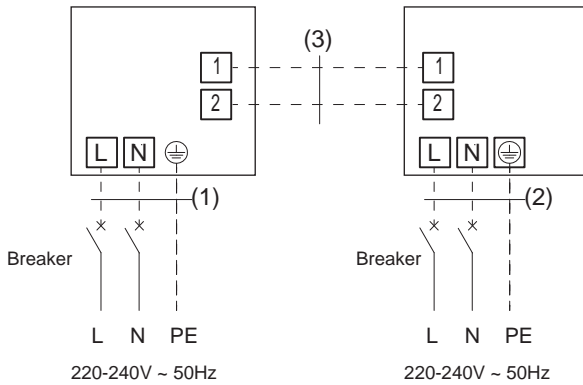 (3)
1 1
2 2
L N L N
(1) (2)
Breaker Breaker
L N PE L N PE
220-240V ~ 50Hz 220-240V ~ 50Hz